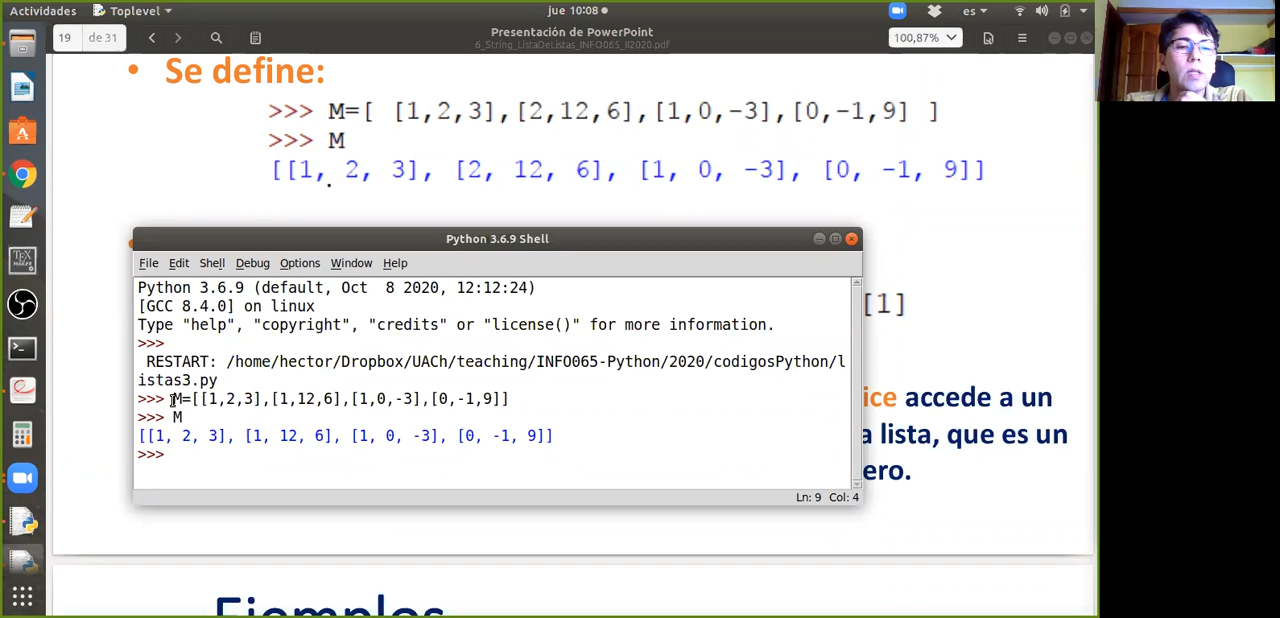 Actividades
Toplevel
jue 10:08
es
19
de 31
Presentación de PowerPoint
6_String_ListaDeListas_INFO065_II2020.pdf
100,87%
• Se define:
>>> M=[ [1,2,3],[2,12,6],[1,0,-3],[0,-1,9] ]
>>> M
[[1, 2, 3], [2, 12, 6], [1, 0, -3], [0, -1, 9]]
Python 3.6.9 Shell
File Edit Shell Debug Options Window Help
Python 3.6.9 (default, Oct  8 2020, 12:12:24)
[GCC 8.4.0] on linux
Type "help", "copyright", "credits" or "license()" for more information.
>>>
 RESTART: /home/hector/Dropbox/UACh/teaching/INFO065-Python/2020/codigosPython/l
istas3.py
>>> M=[[1,2,3],[1,12,6],[1,0,-3],[0,-1,9]]
>>> M
[[1, 2, 3], [1, 12, 6], [1, 0, -3], [0, -1, 9]]
>>>
Ln: 9 Col: 4
[1]
ice accede a un
a lista, que es un
ero.